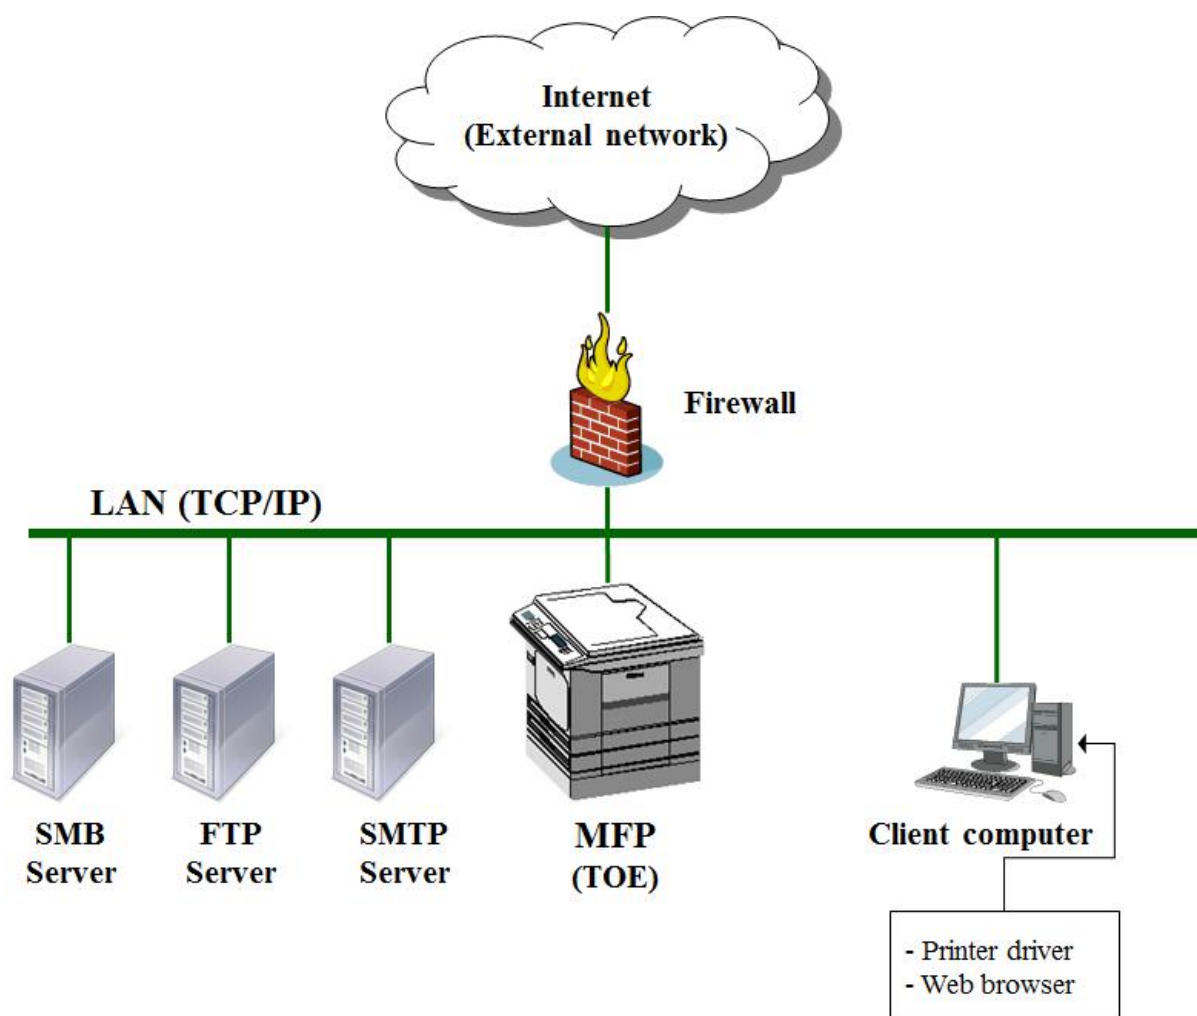 Internet
(External network)
Firewall
LAN (TCP/IP)
SMB
Server
FTP
Server
SMTP
Server
MFP
(TOE)
Client computer
- Printer driver
- Web browser